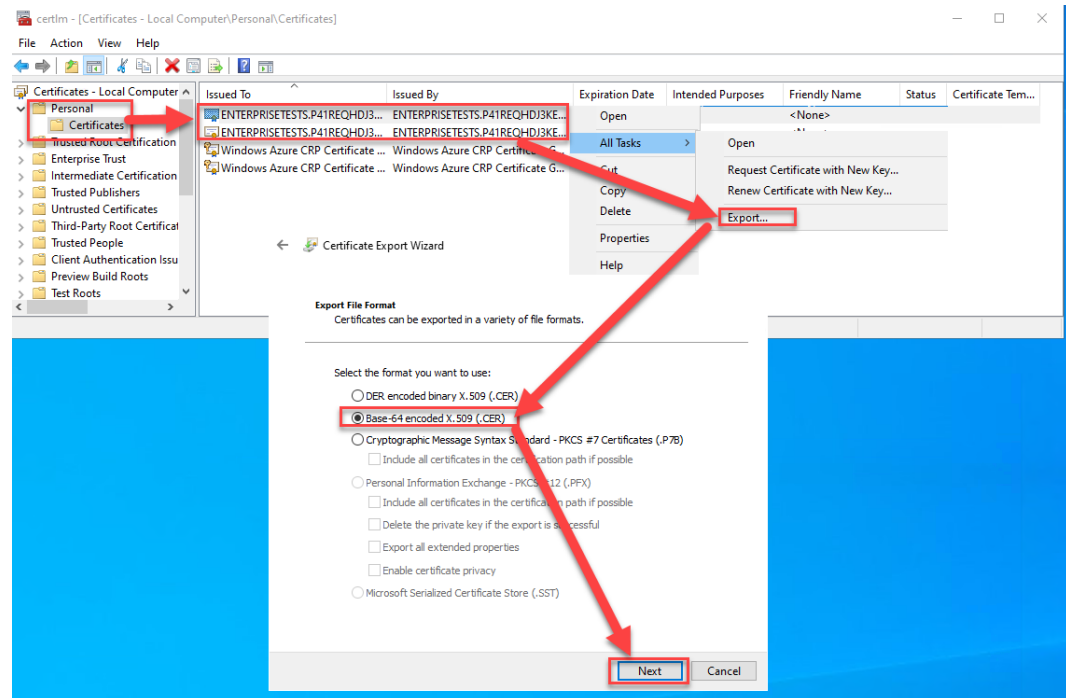 certlm - [Certificates - Local Computer\Personal\Certificates]
File Action View Help
Certificates - Local Computer
Personal
Certificates
Trusted Root Certification
Enterprise Trust
Intermediate Certification
Trusted Publishers
Untrusted Certificates
Third-Party Root Certificat
Trusted People
Client Authentication Issu
Preview Build Roots
Test Roots
Issued To Issued By Expiration Date Intended Purposes Friendly Name Status Certificate Tem...
ENTERPRISETESTS.P41REQHDJ3... ENTERPRISETESTS.P41REQHDJ3KE... <None>
ENTERPRISETESTS.P41REQHDJ3... ENTERPRISETESTS.P41REQHDJ3KE...
Windows Azure CRP Certificate ... Windows Azure CRP Certificate G...
Windows Azure CRP Certificate ... Windows Azure CRP Certificate G...
Open
All Tasks
Cut
Copy
Delete
Properties
Help
Open
Request Certificate with New Key...
Renew Certificate with New Key...
Export...
Certificate Export Wizard
Export File Format
Certificates can be exported in a variety of file formats.
Select the format you want to use:
DER encoded binary X.509 (.CER)
Base-64 encoded X.509 (.CER)
Cryptographic Message Syntax Standard - PKCS #7 Certificates (.P7B)
Include all certificates in the certification path if possible
Personal Information Exchange - PKCS #12 (.PFX)
Include all certificates in the certification path if possible
Delete the private key if the export is successful
Export all extended properties
Enable certificate privacy
Microsoft Serialized Certificate Store (.SST)
Next Cancel